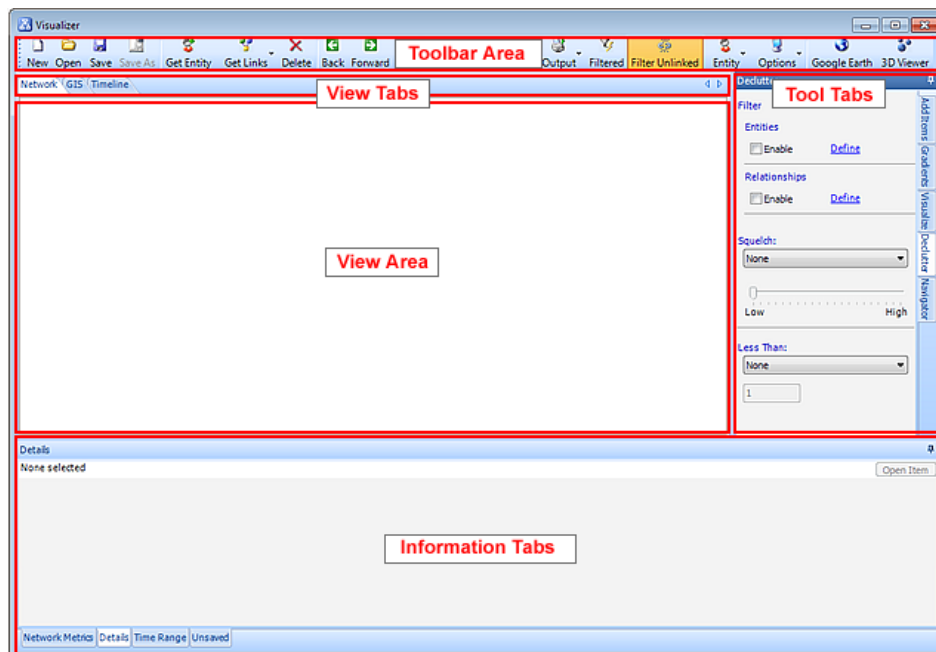 Visualizer
New Open Save Save As Get Entity Get Links Delete Back Forward Toolbar Area Output Filtered Filter Unlinked Entity Options Google Earth 3D Viewer
Network GIS Timeline
View Tabs
Tool Tabs
Filter
Entities
Enable Define
Relationships
Enable Define
Squelch:
None
Low High
Less Than:
None
1
Add Items
Gradients
Visualize
Declutter
Navigator
View Area
Details
None selected
Open Item
Information Tabs
Network Metrics Details Time Range Unsaved